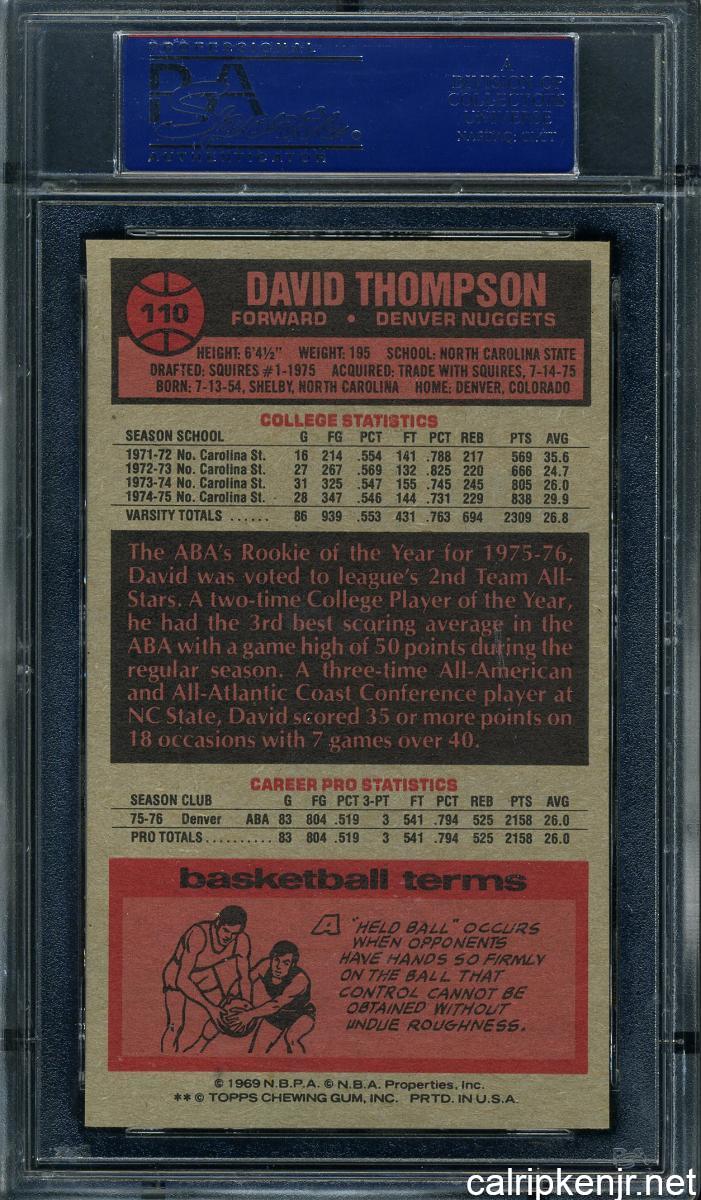 PROFESSIONAL
PSA
Sports
AUTHENTICATOR
A
DIVISION OF
COLLECTORS
UNIVERSE
NASDAQ: CLCT
110
DAVID THOMPSON
FORWARD • DENVER NUGGETS
HEIGHT: 6'4½" WEIGHT: 195 SCHOOL: NORTH CAROLINA STATE
DRAFTED: SQUIRES #1-1975 ACQUIRED: TRADE WITH SQUIRES, 7-14-75
BORN: 7-13-54, SHELBY, NORTH CAROLINA HOME: DENVER, COLORADO
COLLEGE STATISTICS
SEASON SCHOOL G FG PCT FT PCT REB PTS AVG
1971-72 No. Carolina St. 16 214 .554 141 .788 217 569 35.6
1972-73 No. Carolina St. 27 267 .569 132 .825 220 666 24.7
1973-74 No. Carolina St. 31 325 .547 155 .745 245 805 26.0
1974-75 No. Carolina St. 28 347 .546 144 .731 229 838 29.9
VARSITY TOTALS ...... 86 939 .553 431 .763 694 2309 26.8
The ABA's Rookie of the Year for 1975-76,
David was voted to league's 2nd Team All-
Stars. A two-time College Player of the Year,
he had the 3rd best scoring average in the
ABA with a game high of 50 points during the
regular season. A three-time All-American
and All-Atlantic Coast Conference player at
NC State, David scored 35 or more points on
18 occasions with 7 games over 40.
CAREER PRO STATISTICS
SEASON CLUB G FG PCT 3-PT FT PCT REB PTS AVG
75-76 Denver ABA 83 804 .519 3 541 .794 525 2158 26.0
PRO TOTALS.......... 83 804 .519 3 541 .794 525 2158 26.0
basketball terms
A "HELD BALL" OCCURS
WHEN OPPONENTS
HAVE HANDS SO FIRMLY
ON THE BALL THAT
CONTROL CANNOT BE
OBTAINED WITHOUT
UNDUE ROUGHNESS.
© 1969 N.B.P.A. © N.B.A. Properties, Inc.
** © TOPPS CHEWING GUM, INC. PRTD. IN U.S.A.
calripkenjr.net